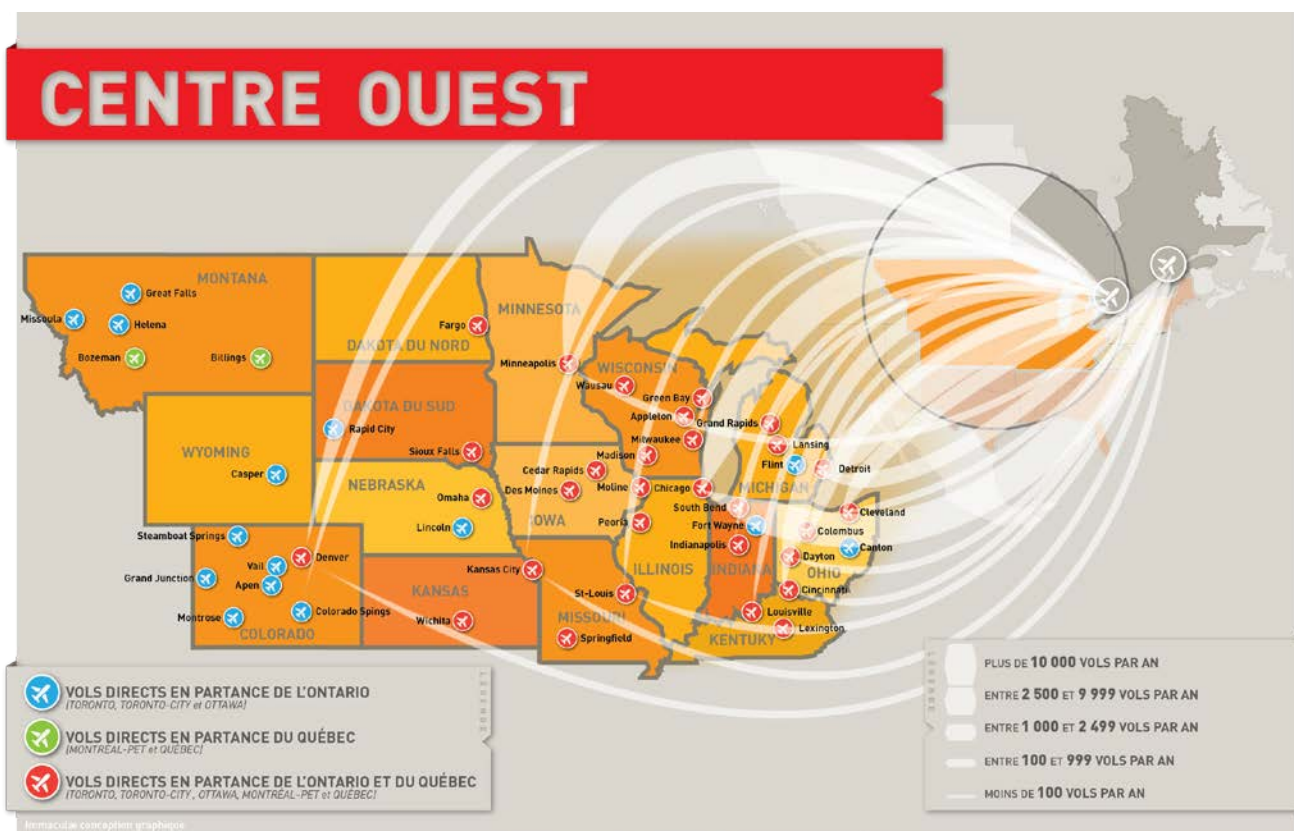 CENTRE OUEST
MONTANA
Great Falls
Missoula
Helena
Bozeman
Billings
DAKOTA DU NORD
Fargo
MINNESOTA
Minneapolis
WISCONSIN
Wausau
Green Bay
Appleton
Grand Rapids
Milwaukee
Lansing
Madison
Flint
Detroit
MICHIGAN
DAKOTA DU SUD
Rapid City
Sioux Falls
WYOMING
Casper
NEBRASKA
Omaha
Lincoln
Cedar Rapids
Des Moines
IOWA
Moline
Chicago
Peoria
ILLINOIS
South Bend
Fort Wayne
Indianapolis
INDIANA
Cleveland
Colombus
Canton
Dayton
OHIO
Cincinnati
Steamboat Springs
Vail
Denver
Grand Junction
Apen
Montrose
Colorado Spings
COLORADO
KANSAS
Wichita
Kansas City
St-Louis
MISSOURI
Springfield
Louisville
Lexington
KENTUKY
LÉGENDE
VOLS DIRECTS EN PARTANCE DE L'ONTARIO
(TORONTO, TORONTO-CITY et OTTAWA)
VOLS DIRECTS EN PARTANCE DU QUÉBEC
(MONTRÉAL-PET et QUÉBEC)
VOLS DIRECTS EN PARTANCE DE L'ONTARIO ET DU QUÉBEC
(TORONTO, TORONTO-CITY, OTTAWA, MONTRÉAL-PET et QUÉBEC)
LÉGENDE
PLUS DE 10 000 VOLS PAR AN
ENTRE 2 500 ET 9 999 VOLS PAR AN
ENTRE 1 000 ET 2 499 VOLS PAR AN
ENTRE 100 ET 999 VOLS PAR AN
MOINS DE 100 VOLS PAR AN
Immaculae conception graphique